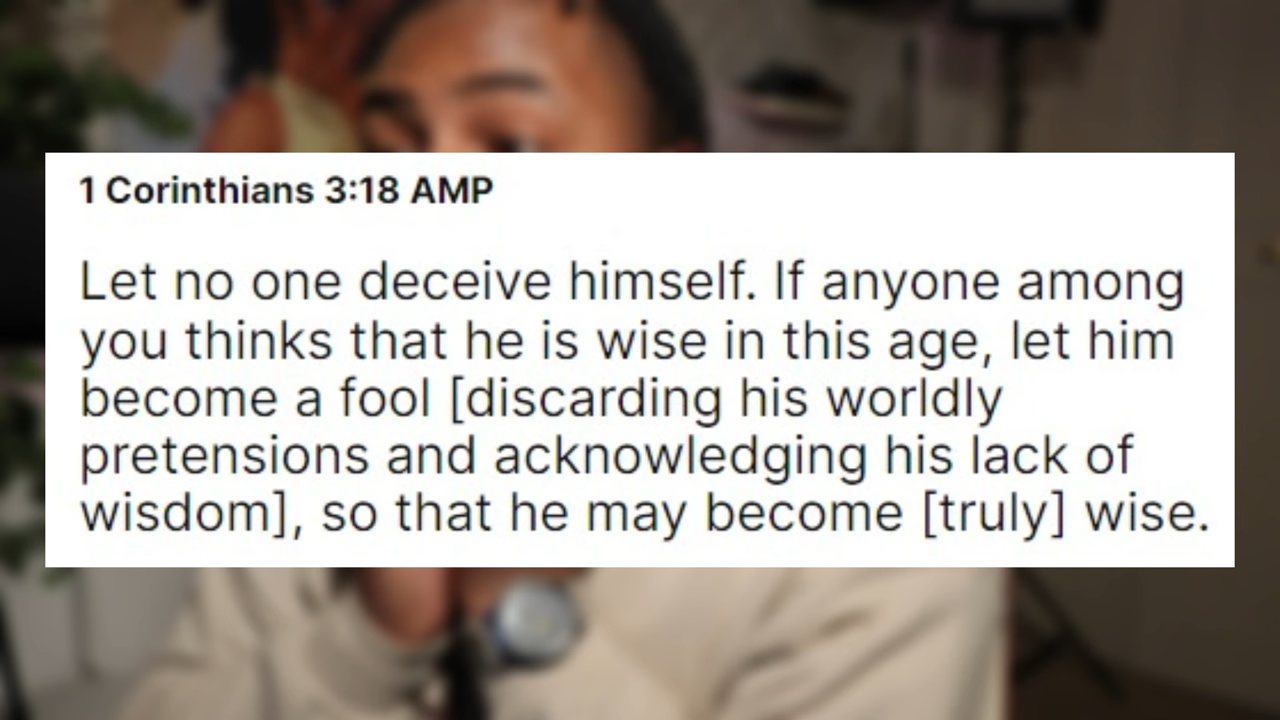 1 Corinthians 3:18 AMP
Let no one deceive himself. If anyone among
you thinks that he is wise in this age, let him
become a fool [discarding his worldly
pretensions and acknowledging his lack of
wisdom], so that he may become [truly] wise.